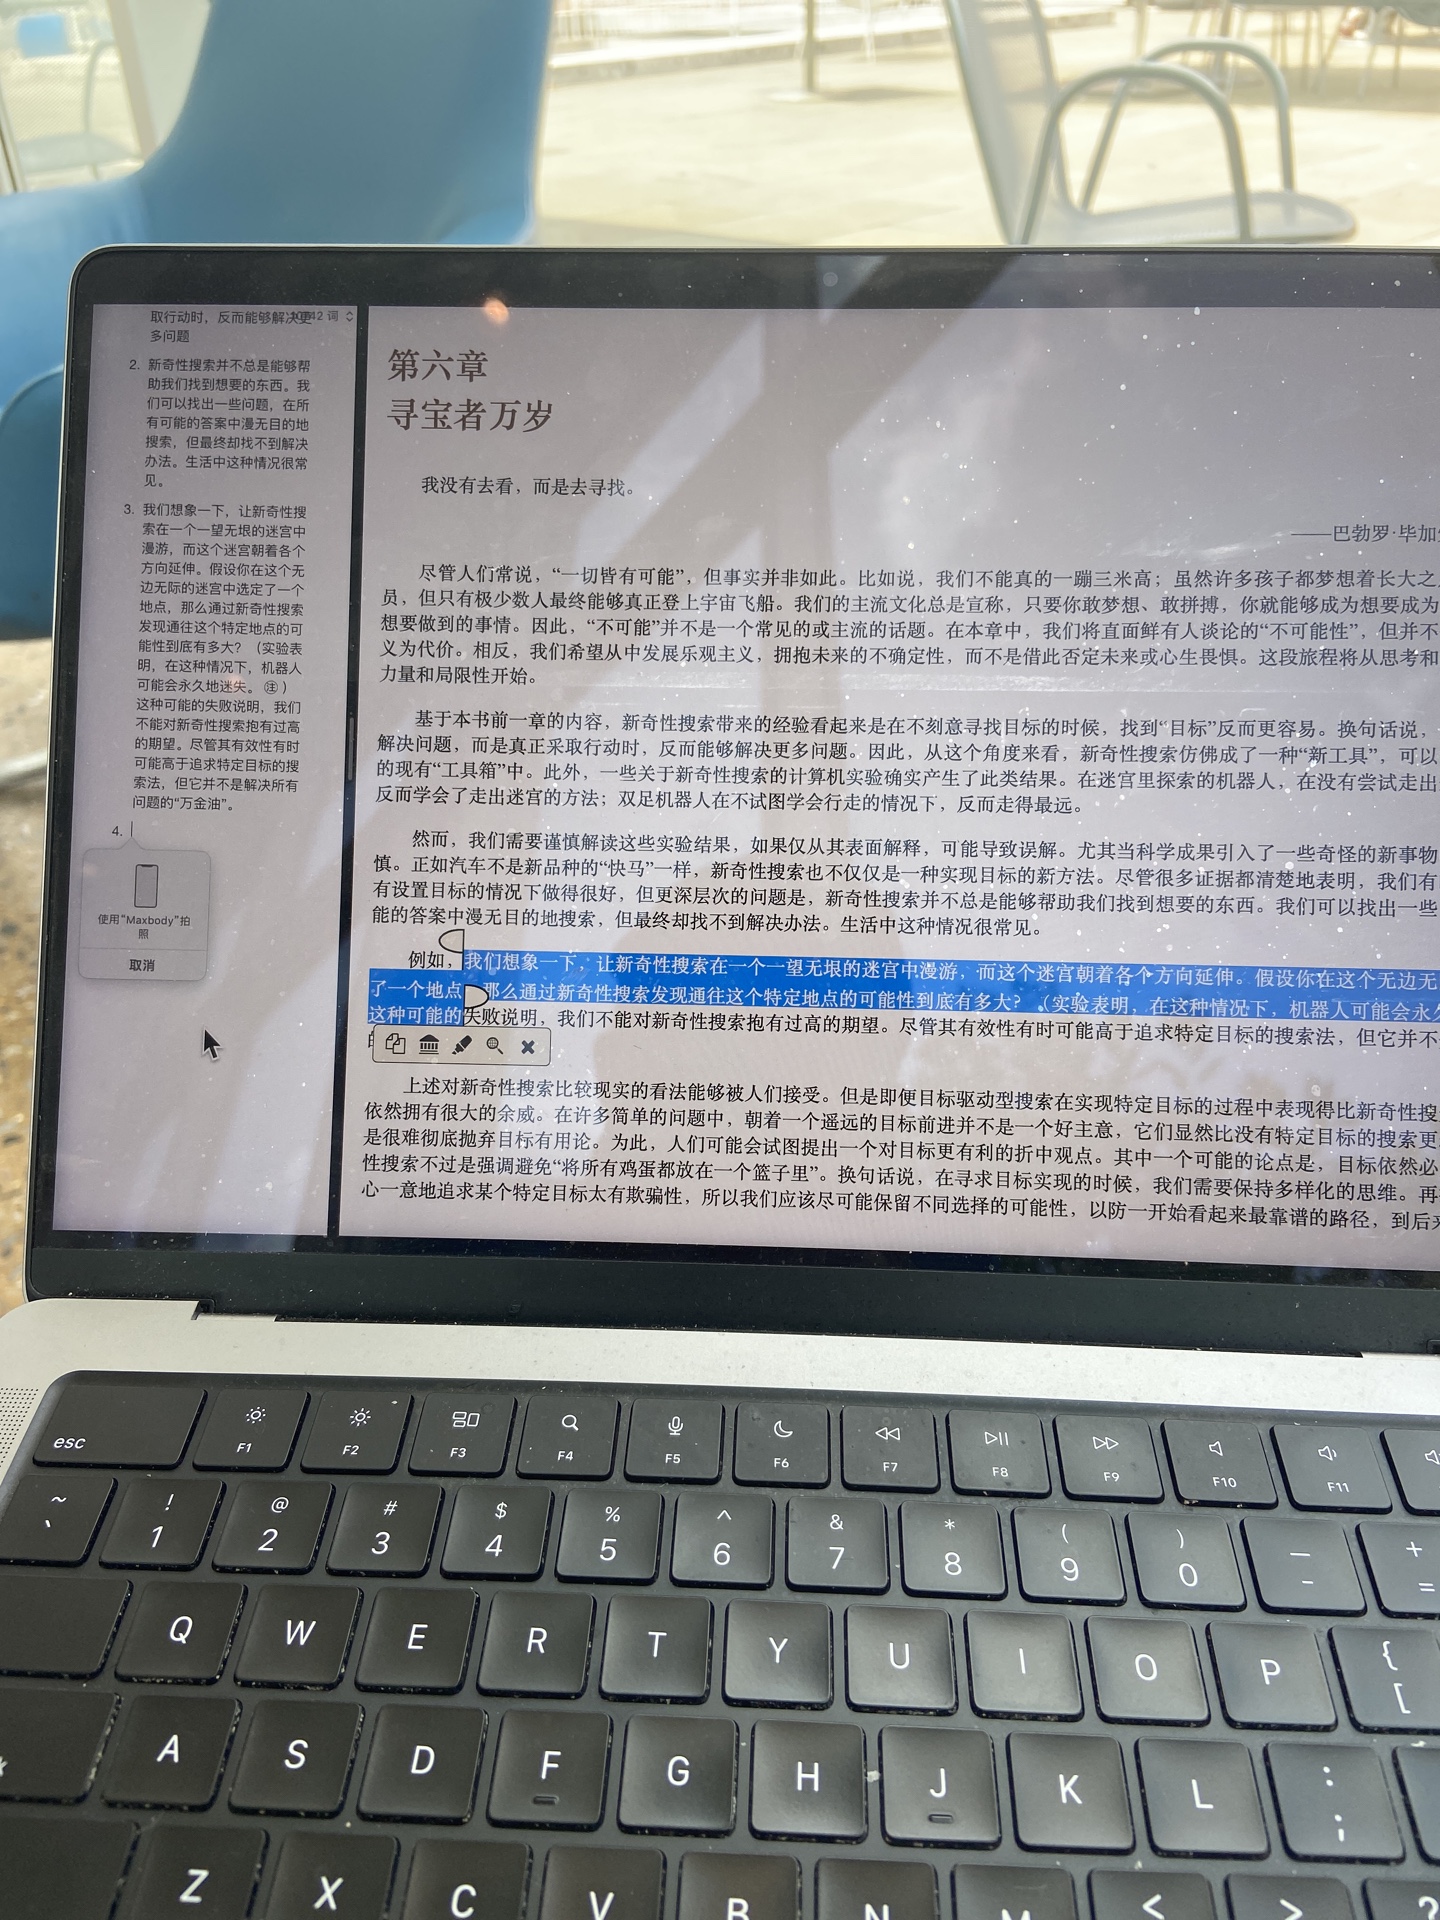 取行动时，反而能够解决更
多问题
2. 新奇性搜索并不总是能够帮
助我们找到想要的东西。我
们可以找出一些问题，在所
有可能的答案中漫无目的地
搜索，但最终却找不到解决
办法。生活中这种情况很常
见。
3. 我们想象一下，让新奇性搜
索在一个一望无垠的迷宫中
漫游，而这个迷宫朝着各个
方向延伸。假设你在这个无
边无际的迷宫中选定了一个
地点，那么通过新奇性搜索
发现通往这个特定地点的可
能性到底有多大？（实验表
明，在这种情况下，机器人
可能会永久地迷失。㊟）
这种可能的失败说明，我们
不能对新奇性搜索抱有过高
的期望。尽管其有效性有时
可能高于追求特定目标的搜
索法，但它并不是解决所有
问题的“万金油”。
4.
使用“Maxbody”拍
照
取消
第六章
寻宝者万岁
我没有去看，而是去寻找。
——巴勃罗·毕加
尽管人们常说，“一切皆有可能”，但事实并非如此。比如说，我们不能真的一蹦三米高；虽然许多孩子都梦想着长大之
员，但只有极少数人最终能够真正登上宇宙飞船。我们的主流文化总是宣称，只要你敢梦想、敢拼搏，你就能够成为想要成为
想要做到的事情。因此，“不可能”并不是一个常见的或主流的话题。在本章中，我们将直面鲜有人谈论的“不可能性”，但并不
义为代价。相反，我们希望从中发展乐观主义，拥抱未来的不确定性，而不是借此否定未来或心生畏惧。这段旅程将从思考和
力量和局限性开始。
基于本书前一章的内容，新奇性搜索带来的经验看起来是在不刻意寻找目标的时候，找到“目标”反而更容易。换句话说，
解决问题，而是真正采取行动时，反而能够解决更多问题。因此，从这个角度来看，新奇性搜索仿佛成了一种“新工具”，可以
的现有“工具箱”中。此外，一些关于新奇性搜索的计算机实验确实产生了此类结果。在迷宫里探索的机器人，在没有尝试走出
反而学会了走出迷宫的方法；双足机器人在不试图学会行走的情况下，反而走得最远。
然而，我们需要谨慎解读这些实验结果，如果仅从其表面解释，可能导致误解。尤其当科学成果引入了一些奇怪的新事物
慎。正如汽车不是新品种的“快马”一样，新奇性搜索也不仅仅是一种实现目标的新方法。尽管很多证据都清楚地表明，我们有
有设置目标的情况下做得很好，但更深层次的问题是，新奇性搜索并不总是能够帮助我们找到想要的东西。我们可以找出一些
能的答案中漫无目的地搜索，但最终却找不到解决办法。生活中这种情况很常见。
例如，我们想象一下，让新奇性搜索在一个一望无垠的迷宫中漫游，而这个迷宫朝着各个方向延伸。假设你在这个无边无
了一个地点，那么通过新奇性搜索发现通往这个特定地点的可能性到底有多大？（实验表明，在这种情况下，机器人可能会永
这种可能的失败说明，我们不能对新奇性搜索抱有过高的期望。尽管其有效性有时可能高于追求特定目标的搜索法，但它并不
上述对新奇性搜索比较现实的看法能够被人们接受。但是即便目标驱动型搜索在实现特定目标的过程中表现得比新奇性搜
依然拥有很大的余威。在许多简单的问题中，朝着一个遥远的目标前进并不是一个好主意，它们显然比没有特定目标的搜索更
是很难彻底抛弃目标有用论。为此，人们可能会试图提出一个对目标更有利的折中观点。其中一个可能的论点是，目标依然必
性搜索不过是强调避免“将所有鸡蛋都放在一个篮子里”。换句话说，在寻求目标实现的时候，我们需要保持多样化的思维。再
心一意地追求某个特定目标太有欺骗性，所以我们应该尽可能保留不同选择的可能性，以防一开始看起来最靠谱的路径，到后
esc F1 F2 F3 F4 F5 F6 F7 F8 F9 F10 F11
~ ` ! 1 @ 2 # 3 $ 4 % 5 ^ 6 & 7 * 8 ( 9 ) 0 — - + =
Q W E R T Y U I O P { [
A S D F G H J K L : ;
Z X C V B N M < > ?